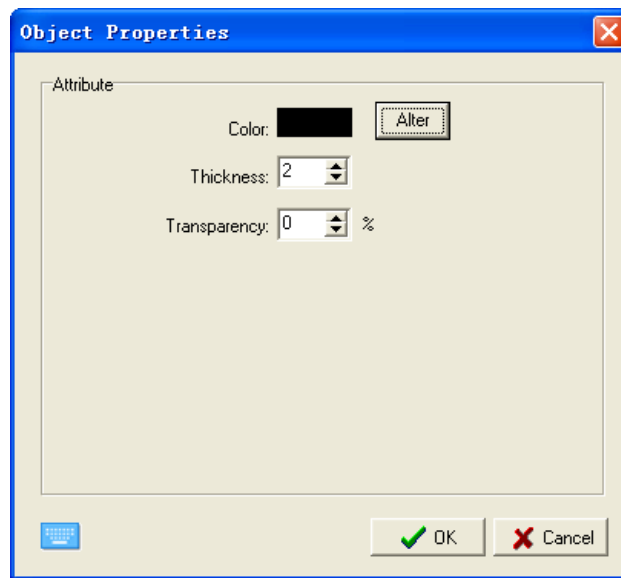 Object Properties
Attribute
Color: Alter
Thickness: 2
Transparency: 0 %
OK Cancel